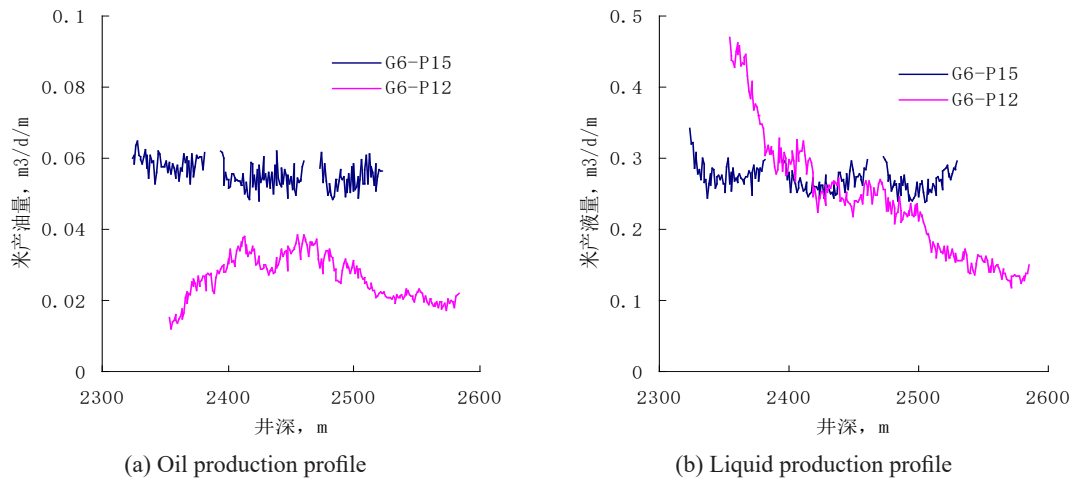 0.1
0.08
0.06
0.04
0.02
0
2300
2400
2500
2600
米产油量, m3/d/m
井深, m
G6-P15
G6-P12
(a) Oil production profile
0.5
0.4
0.3
0.2
0.1
0
2300
2400
2500
2600
米产液量, m3/d/m
井深, m
G6-P15
G6-P12
(b) Liquid production profile